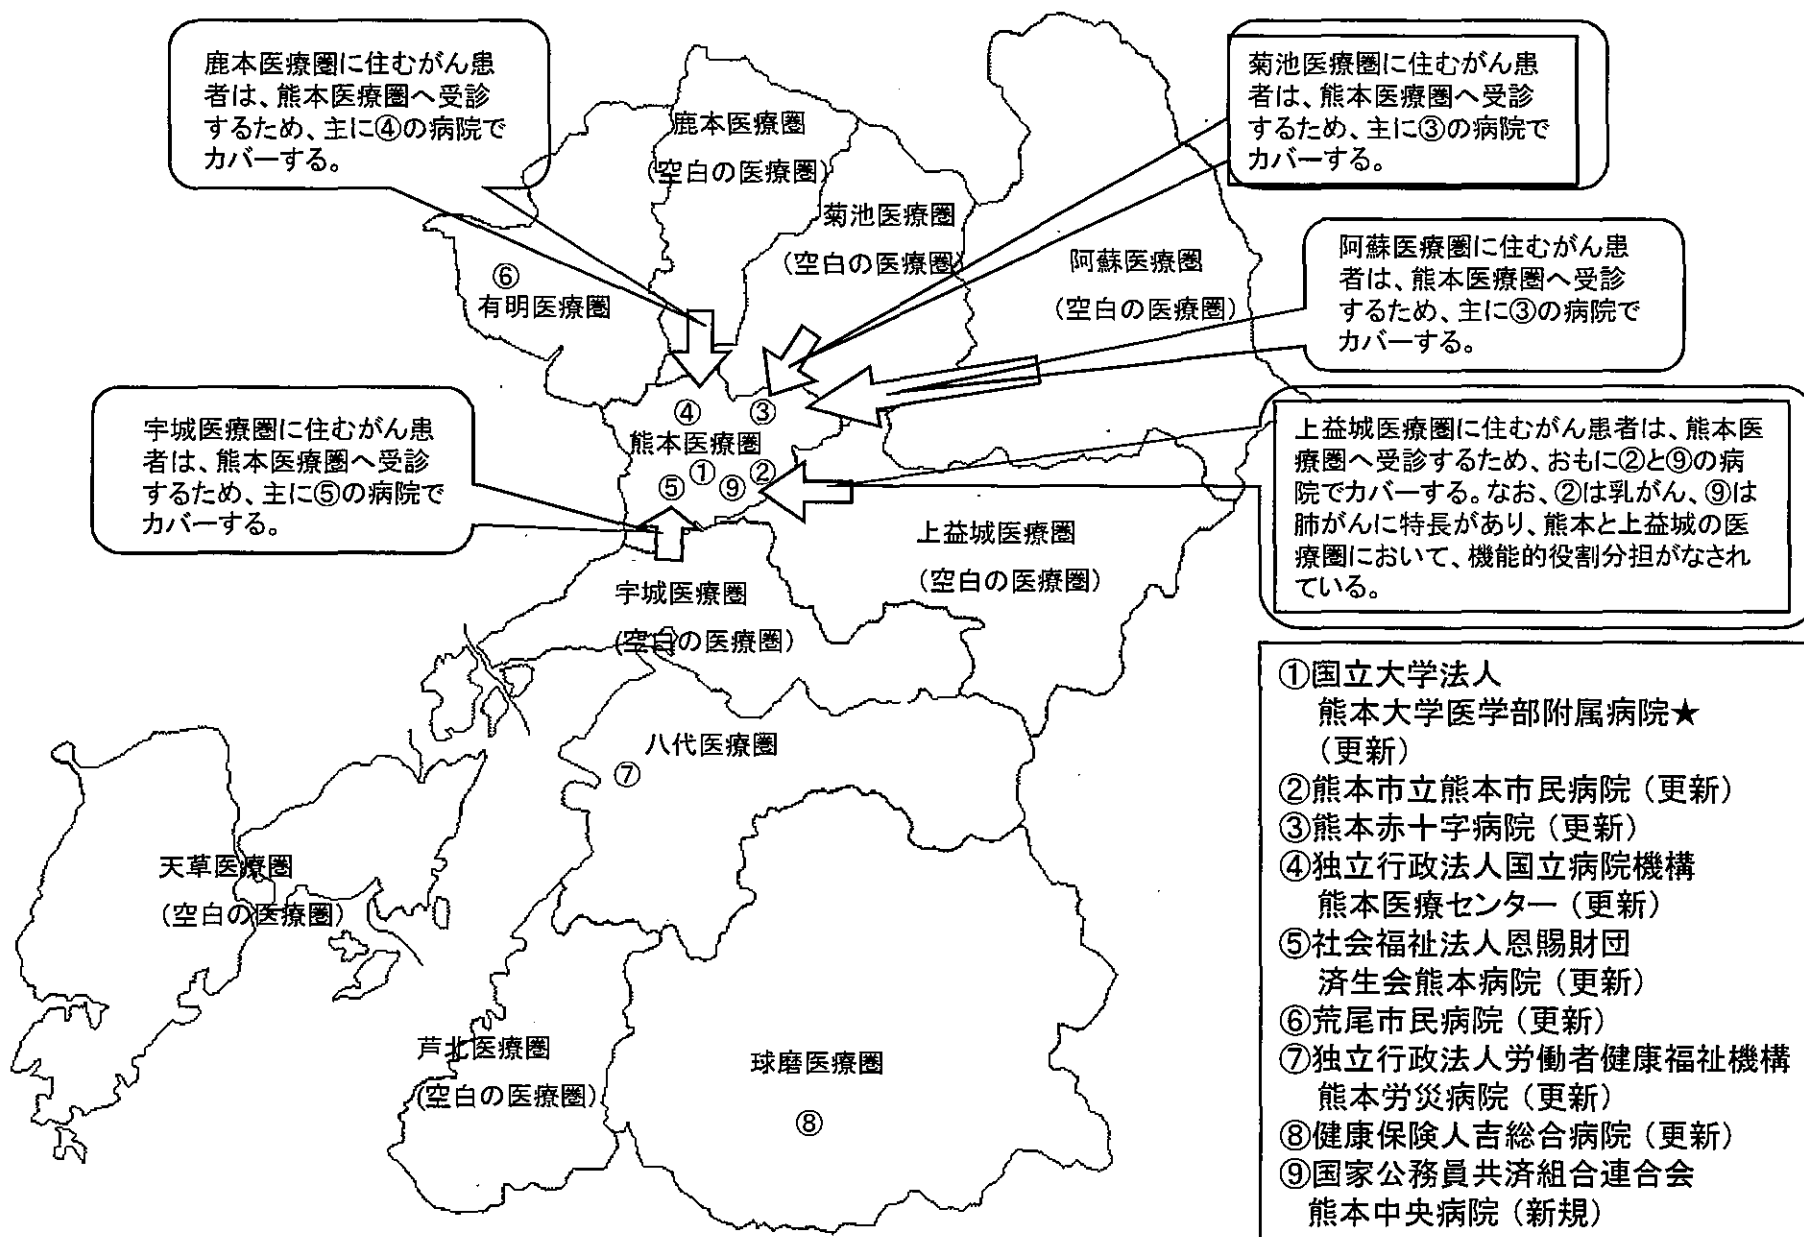 鹿本医療圏に住むがん患
者は、熊本医療圏へ受診
するため、主に④の病院で
カバーする。
菊池医療圏に住むがん患
者は、熊本医療圏へ受診
するため、主に③の病院で
カバーする。
鹿本医療圏
(空白の医療圏)
菊池医療圏
(空白の医療圏)
阿蘇医療圏
(空白の医療圏)
阿蘇医療圏に住むがん患
者は、熊本医療圏へ受診
するため、主に③の病院で
カバーする。
⑥
有明医療圏
宇城医療圏に住むがん患
者は、熊本医療圏へ受診
するため、主に⑤の病院で
カバーする。
④ ③
熊本医療圏
① ②
⑤ ⑨
上益城医療圏に住むがん患者は、熊本医
療圏へ受診するため、おもに②と⑨の病
院でカバーする。なお、②は乳がん、⑨は
肺がんに特長があり、熊本と上益城の医
療圏において、機能的役割分担がなされ
ている。
上益城医療圏
(空白の医療圏)
宇城医療圏
(空白の医療圏)
八代医療圏
⑦
天草医療圏
(空白の医療圏)
芦北医療圏
(空白の医療圏)
球磨医療圏
⑧
①国立大学法人
熊本大学医学部附属病院★
(更新)
②熊本市立熊本市民病院(更新)
③熊本赤十字病院(更新)
④独立行政法人国立病院機構
熊本医療センター(更新)
⑤社会福祉法人恩賜財団
済生会熊本病院(更新)
⑥荒尾市民病院(更新)
⑦独立行政法人労働者健康福祉機構
熊本労災病院(更新)
⑧健康保険人吉総合病院(更新)
⑨国家公務員共済組合連合会
熊本中央病院(新規)